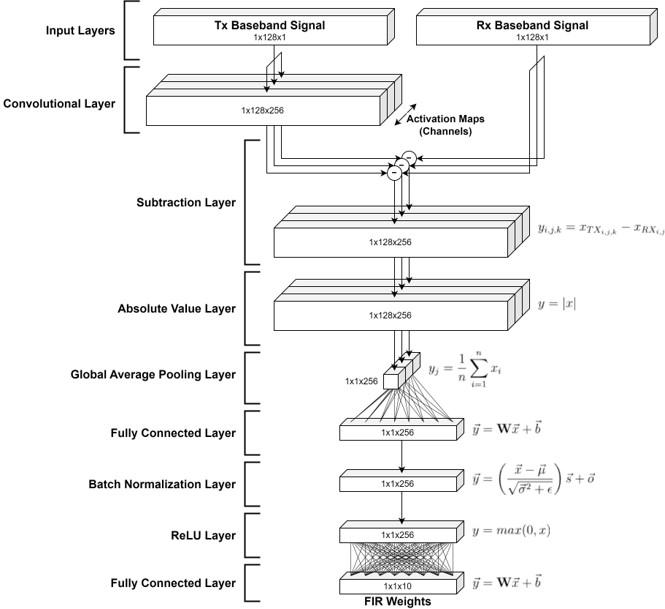 Input Layers
Tx Baseband Signal
1x128x1
Rx Baseband Signal
1x128x1
Convolutional Layer
1x128x256
Activation Maps
(Channels)
-
-
-
Subtraction Layer
1x128x256
y_{i,j,k} = x_{TX_{i,j,k}} - x_{RX_{i,j}}
Absolute Value Layer
1x128x256
y = |x|
Global Average Pooling Layer
1x1x256
y_j = \frac{1}{n} \sum_{i=1}^{n} x_i
Fully Connected Layer
1x1x256
\vec{y} = \mathbf{W}\vec{x} + \vec{b}
Batch Normalization Layer
1x1x256
\vec{y} = \left( \frac{\vec{x} - \vec{\mu}}{\sqrt{\vec{\sigma}^2 + \epsilon}} \right) \vec{s} + \vec{o}
ReLU Layer
1x1x256
y = max(0, x)
Fully Connected Layer
1x1x10
\vec{y} = \mathbf{W}\vec{x} + \vec{b}
FIR Weights